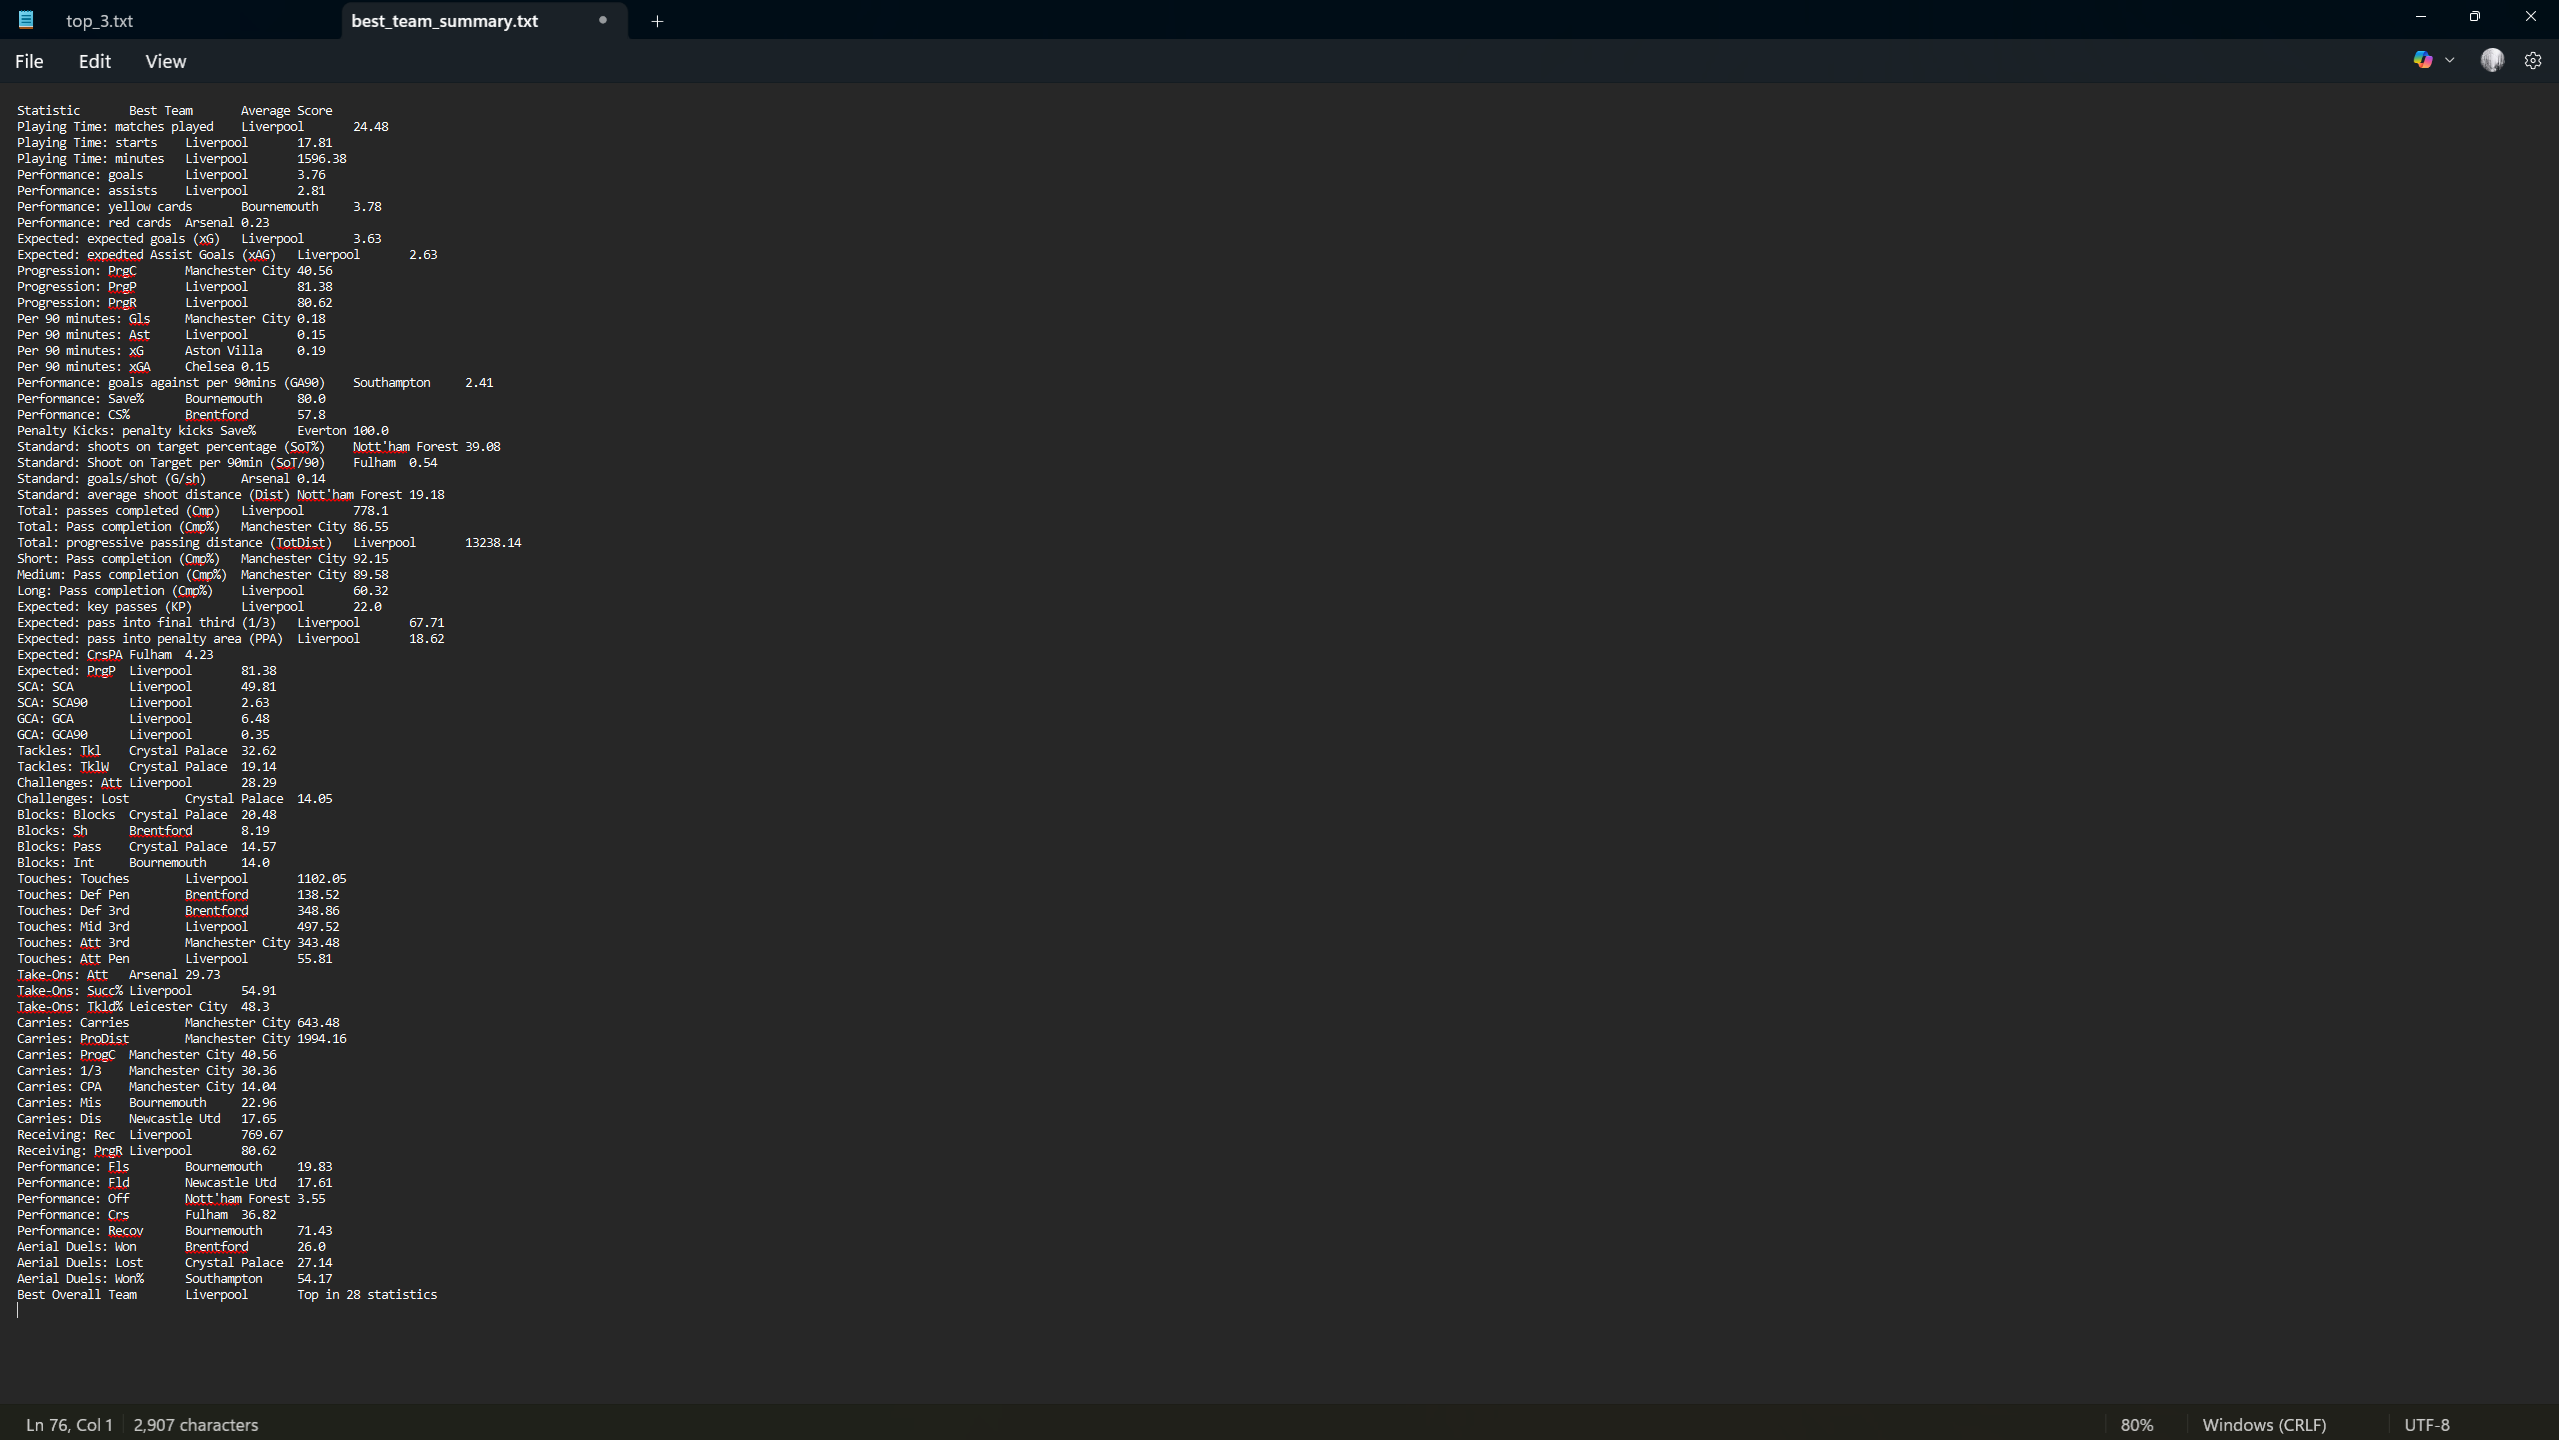 top_3.txt
best_team_summary.txt
File Edit View
Statistic Best Team Average Score
Playing Time: matches played Liverpool 24.48
Playing Time: starts Liverpool 17.81
Playing Time: minutes Liverpool 1596.38
Performance: goals Liverpool 3.76
Performance: assists Liverpool 2.81
Performance: yellow cards Bournemouth 3.78
Performance: red cards Arsenal 0.23
Expected: expected goals (xG) Liverpool 3.63
Expected: expedted Assist Goals (xAG) Liverpool 2.63
Progression: PrgC Manchester City 40.56
Progression: PrgP Liverpool 81.38
Progression: PrgR Liverpool 80.62
Per 90 minutes: Gls Manchester City 0.18
Per 90 minutes: Ast Liverpool 0.15
Per 90 minutes: xG Aston Villa 0.19
Per 90 minutes: xGA Chelsea 0.15
Performance: goals against per 90mins (GA90) Southampton 2.41
Performance: Save% Bournemouth 80.0
Performance: CS% Brentford 57.8
Penalty Kicks: penalty kicks Save% Everton 100.0
Standard: shoots on target percentage (SoT%) Nott'ham Forest 39.08
Standard: Shoot on Target per 90min (SoT/90) Fulham 0.54
Standard: goals/shot (G/sh) Arsenal 0.14
Standard: average shoot distance (Dist) Nott'ham Forest 19.18
Total: passes completed (Cmp) Liverpool 778.1
Total: Pass completion (Cmp%) Manchester City 86.55
Total: progressive passing distance (TotDist) Liverpool 13238.14
Short: Pass completion (Cmp%) Manchester City 92.15
Medium: Pass completion (Cmp%) Manchester City 89.58
Long: Pass completion (Cmp%) Liverpool 60.32
Expected: key passes (KP) Liverpool 22.0
Expected: pass into final third (1/3) Liverpool 67.71
Expected: pass into penalty area (PPA) Liverpool 18.62
Expected: CrsPA Fulham 4.23
Expected: PrgP Liverpool 81.38
SCA: SCA Liverpool 49.81
SCA: SCA90 Liverpool 2.63
GCA: GCA Liverpool 6.48
GCA: GCA90 Liverpool 0.35
Tackles: Tkl Crystal Palace 32.62
Tackles: TklW Crystal Palace 19.14
Challenges: Att Liverpool 28.29
Challenges: Lost Crystal Palace 14.05
Blocks: Blocks Crystal Palace 20.48
Blocks: Sh Brentford 8.19
Blocks: Pass Crystal Palace 14.57
Blocks: Int Bournemouth 14.0
Touches: Touches Liverpool 1102.05
Touches: Def Pen Brentford 138.52
Touches: Def 3rd Brentford 348.86
Touches: Mid 3rd Liverpool 497.52
Touches: Att 3rd Manchester City 343.48
Touches: Att Pen Liverpool 55.81
Take-Ons: Att Arsenal 29.73
Take-Ons: Succ% Liverpool 54.91
Take-Ons: Tkld% Leicester City 48.3
Carries: Carries Manchester City 643.48
Carries: ProDist Manchester City 1994.16
Carries: ProgC Manchester City 40.56
Carries: 1/3 Manchester City 30.36
Carries: CPA Manchester City 14.04
Carries: Mis Bournemouth 22.96
Carries: Dis Newcastle Utd 17.65
Receiving: Rec Liverpool 769.67
Receiving: PrgR Liverpool 80.62
Performance: Fls Bournemouth 19.83
Performance: Fld Newcastle Utd 17.61
Performance: Off Nott'ham Forest 3.55
Performance: Crs Fulham 36.82
Performance: Recov Bournemouth 71.43
Aerial Duels: Won Brentford 26.0
Aerial Duels: Lost Crystal Palace 27.14
Aerial Duels: Won% Southampton 54.17
Best Overall Team Liverpool Top in 28 statistics
Ln 76, Col 1 2,907 characters 80% Windows (CRLF) UTF-8